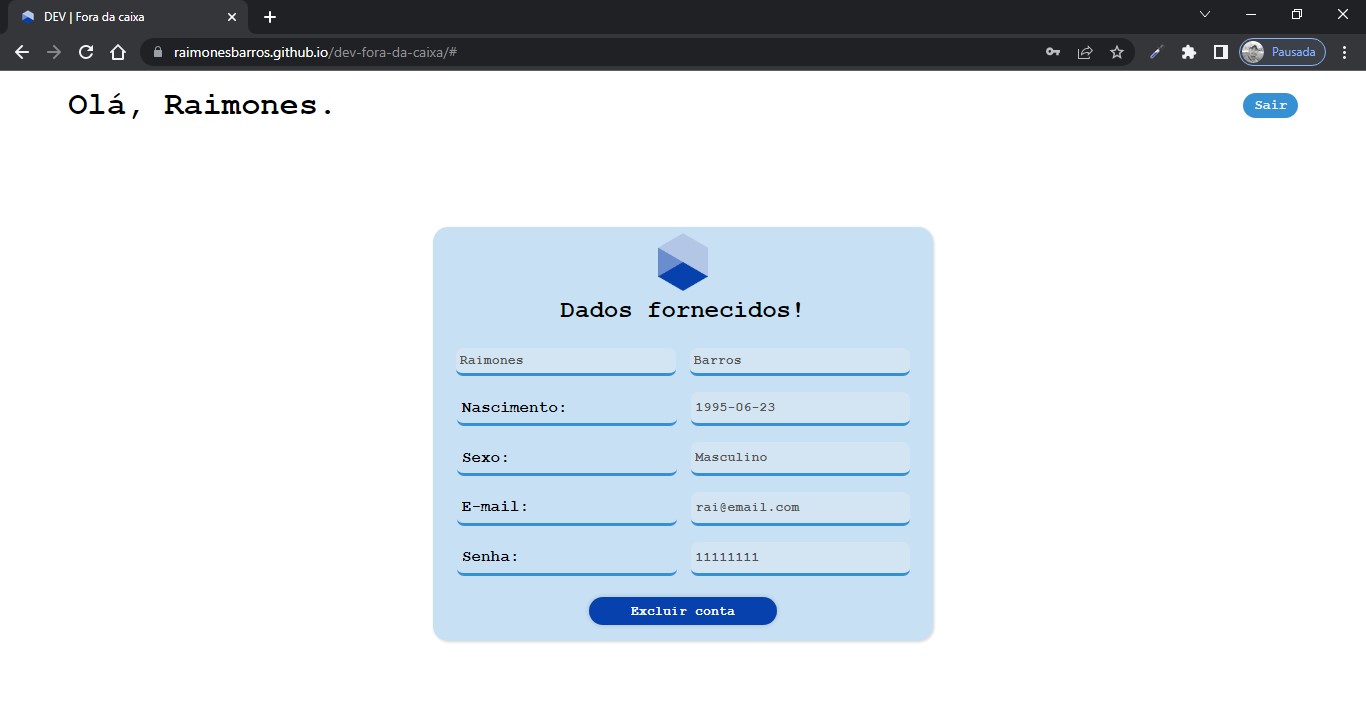 DEV | Fora da caixa
raimonesbarros.github.io/dev-fora-da-caixa/#
Pausada
Olá, Raimones.
Sair
Dados fornecidos!
Raimones Barros
Nascimento: 1995-06-23
Sexo: Masculino
E-mail: rai@email.com
Senha: 11111111
Excluir conta